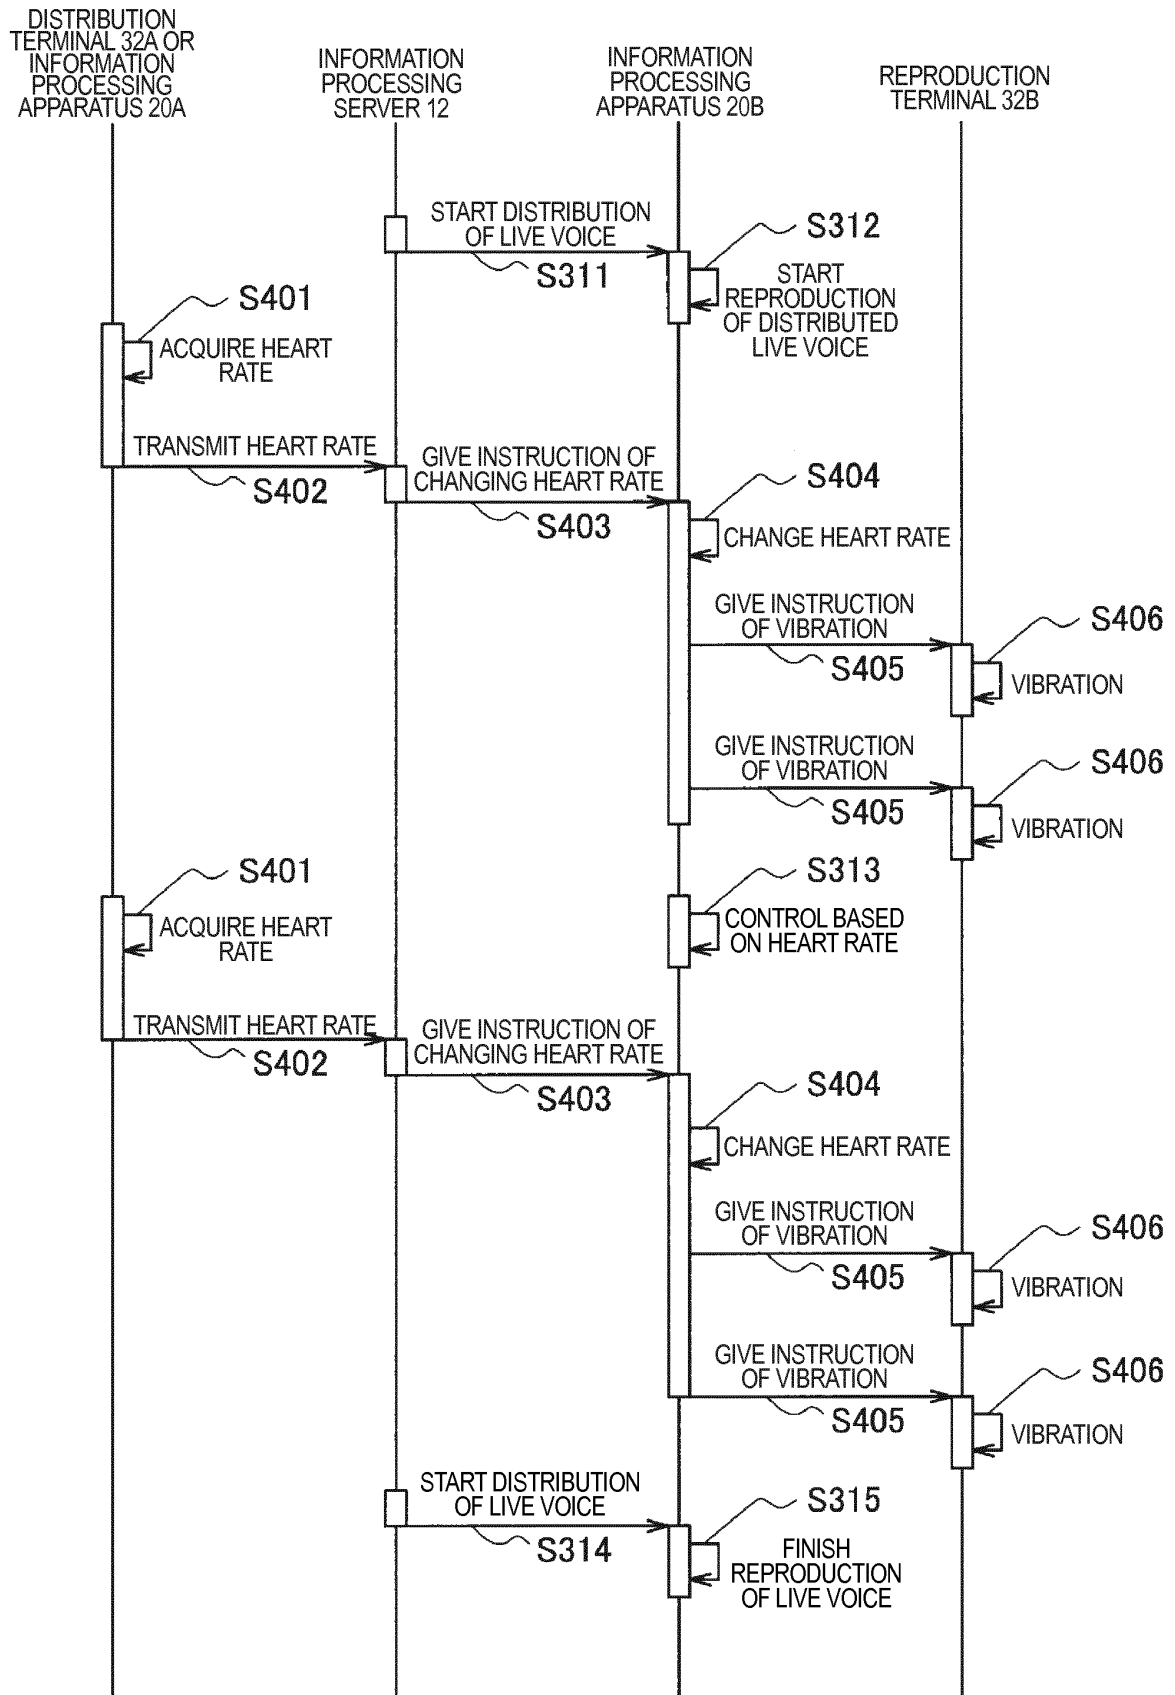 DISTRIBUTION
TERMINAL 32A OR
INFORMATION
PROCESSING
APPARATUS 20A
INFORMATION
PROCESSING
SERVER 12
INFORMATION
PROCESSING
APPARATUS 20B
REPRODUCTION
TERMINAL 32B
START DISTRIBUTION
OF LIVE VOICE
S311
S312
START
REPRODUCTION
OF DISTRIBUTED
LIVE VOICE
S401
ACQUIRE HEART
RATE
TRANSMIT HEART RATE
S402
GIVE INSTRUCTION OF
CHANGING HEART RATE
S403
S404
CHANGE HEART RATE
GIVE INSTRUCTION
OF VIBRATION
S405
S406
VIBRATION
GIVE INSTRUCTION
OF VIBRATION
S405
S406
VIBRATION
S401
ACQUIRE HEART
RATE
S313
CONTROL BASED
ON HEART RATE
TRANSMIT HEART RATE
S402
GIVE INSTRUCTION OF
CHANGING HEART RATE
S403
S404
CHANGE HEART RATE
GIVE INSTRUCTION
OF VIBRATION
S405
S406
VIBRATION
GIVE INSTRUCTION
OF VIBRATION
S405
S406
VIBRATION
START DISTRIBUTION
OF LIVE VOICE
S314
S315
FINISH
REPRODUCTION
OF LIVE VOICE